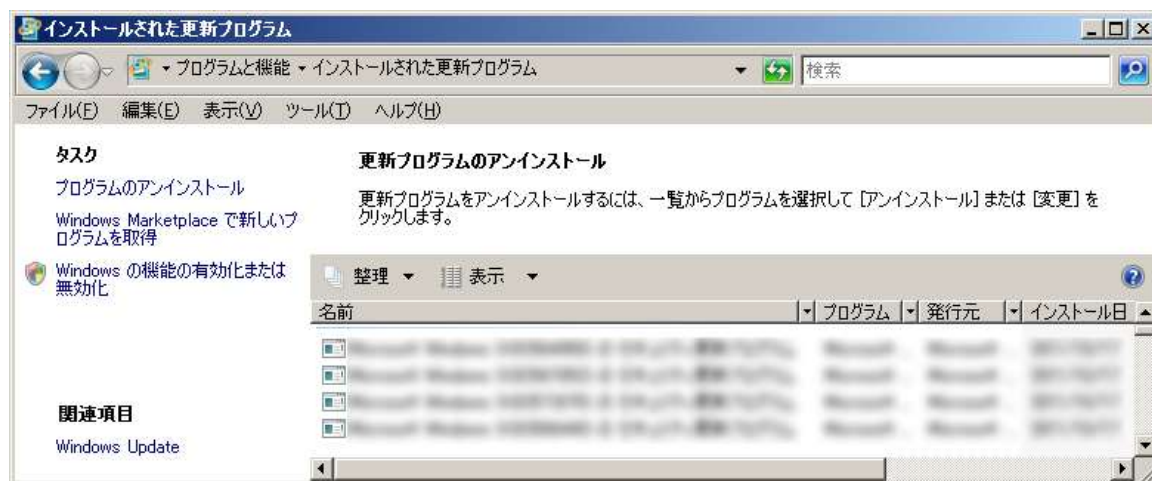 インストールされた更新プログラム
プログラムと機能 インストールされた更新プログラム
検索
ファイル(F) 編集(E) 表示(V) ツール(T) ヘルプ(H)
タスク
プログラムのアンインストール
Windows Marketplace で新しいプ
ログラムを取得
Windows の機能の有効化または
無効化
関連項目
Windows Update
更新プログラムのアンインストール
更新プログラムをアンインストールするには、一覧からプログラムを選択して [アンインストール] または [変更] を
クリックします。
整理 表示
名前 プログラム 発行元 インストール日